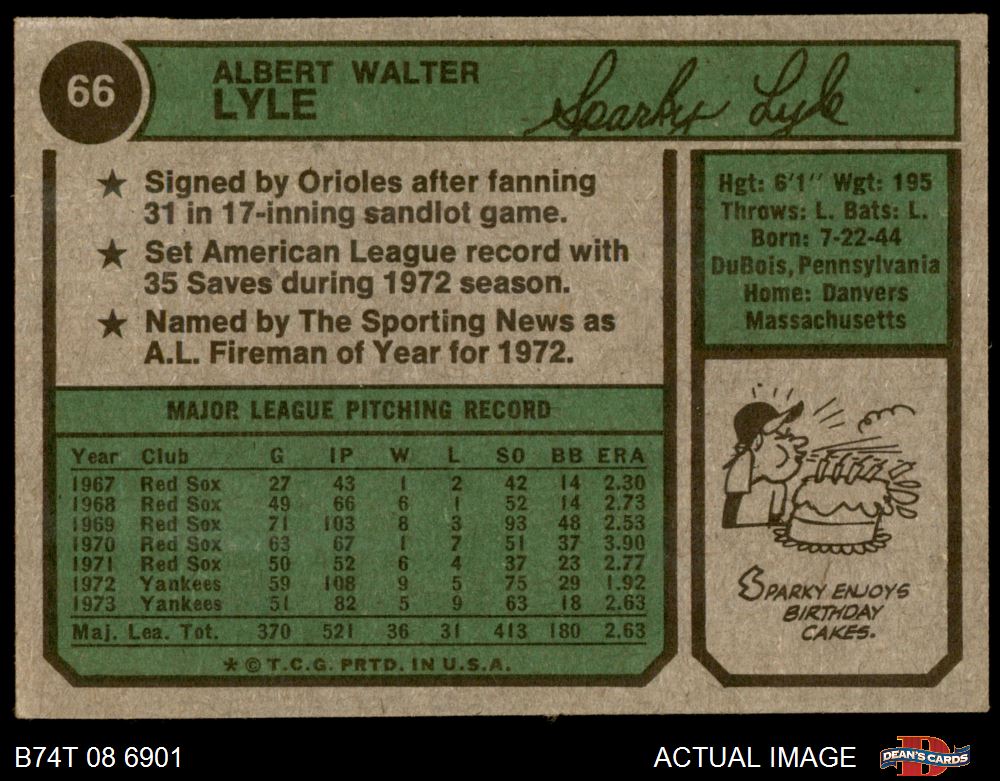 66
ALBERT WALTER
LYLE
Sparky Lyle
★ Signed by Orioles after fanning
31 in 17-inning sandlot game.
★ Set American League record with
35 Saves during 1972 season.
★ Named by The Sporting News as
A.L. Fireman of Year for 1972.
Hgt: 6'1" Wgt: 195
Throws: L. Bats: L.
Born: 7-22-44
DuBois, Pennsylvania
Home: Danvers
Massachusetts
MAJOR LEAGUE PITCHING RECORD
Year Club G IP W L SO BB ERA
1967 Red Sox 27 43 1 2 42 14 2.30
1968 Red Sox 49 66 6 1 52 14 2.73
1969 Red Sox 71 103 8 3 93 48 2.53
1970 Red Sox 63 67 1 7 51 37 3.90
1971 Red Sox 50 52 6 4 37 23 2.77
1972 Yankees 59 108 9 5 75 29 1.92
1973 Yankees 51 82 5 9 63 18 2.63
Maj. Lea. Tot. 370 521 36 31 413 180 2.63
* © T.C.G. PRTD. IN U.S.A.
SPARKY ENJOYS
BIRTHDAY
CAKES.
B74T 08 6901
ACTUAL IMAGE
DEAN'S CARDS